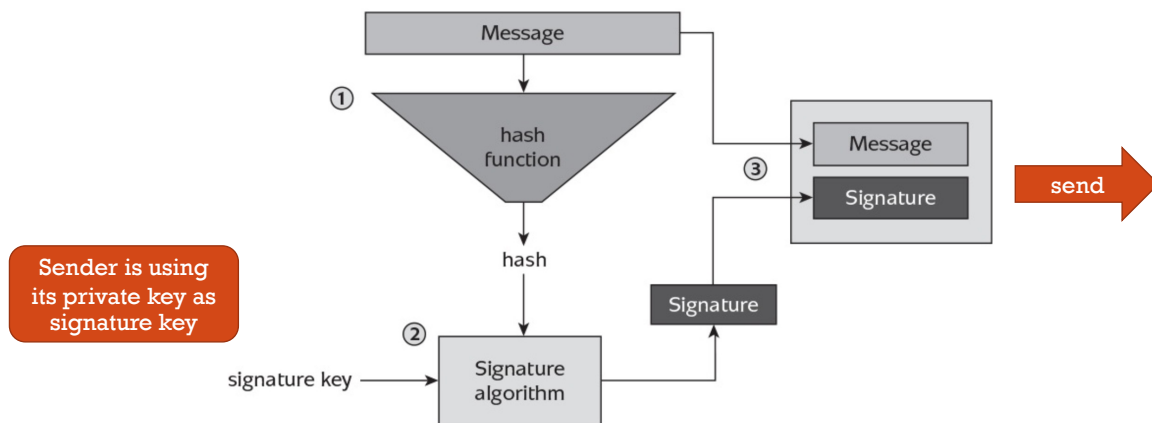 Message
1
hash
function
hash
Sender is using
its private key as
signature key
2
signature key
Signature
algorithm
Signature
3
Message
Signature
send